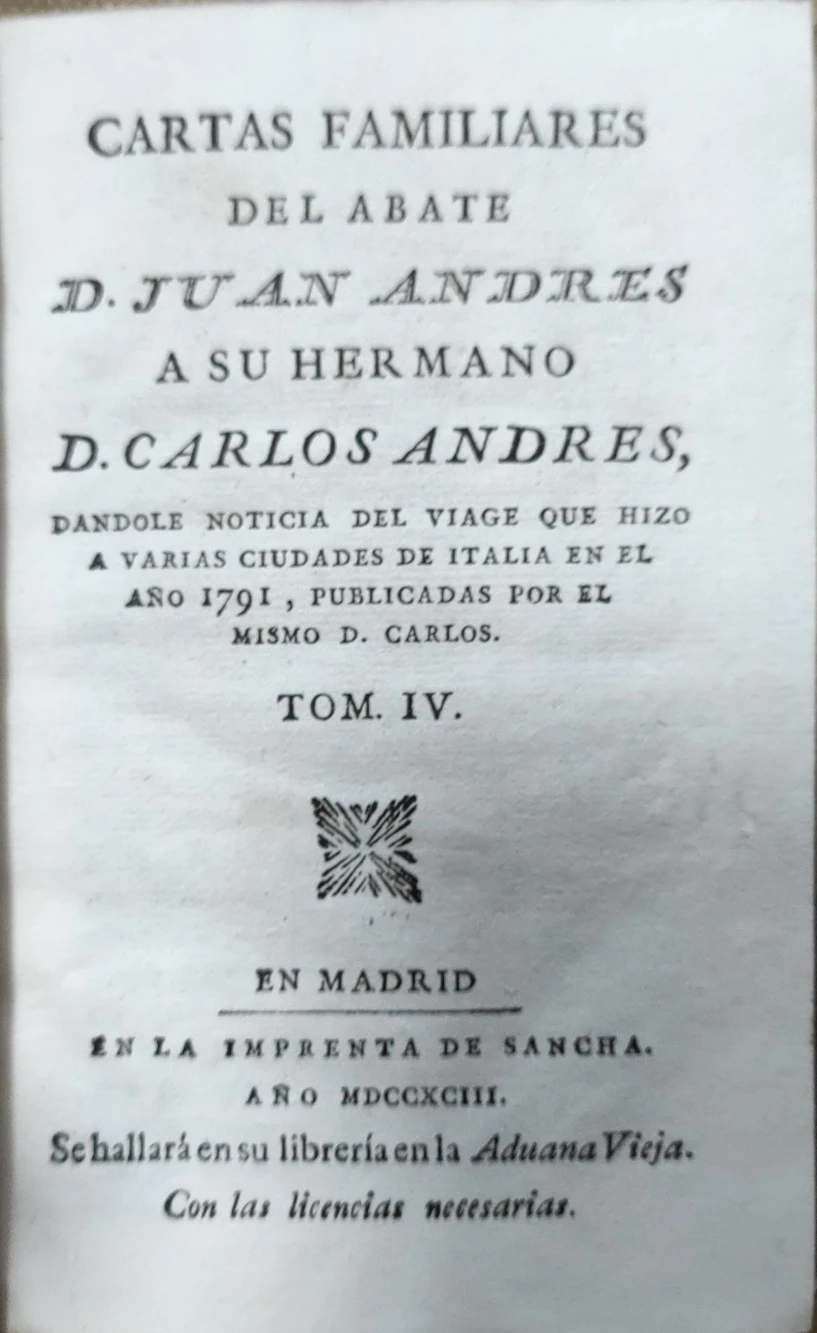 CARTAS FAMILIARES
DEL ABATE
D. JUAN ANDRES
A SU HERMANO
D. CARLOS ANDRES,
DANDOLE NOTICIA DEL VIAGE QUE HIZO
A VARIAS CIUDADES DE ITALIA EN EL
AÑO 1791, PUBLICADAS POR EL
MISMO D. CARLOS.
TOM. IV.
EN MADRID
EN LA IMPRENTA DE SANCHA.
AÑO MDCCXCIII.
Se hallará en su librería en la Aduana Vieja.
Con las licencias necesarias.